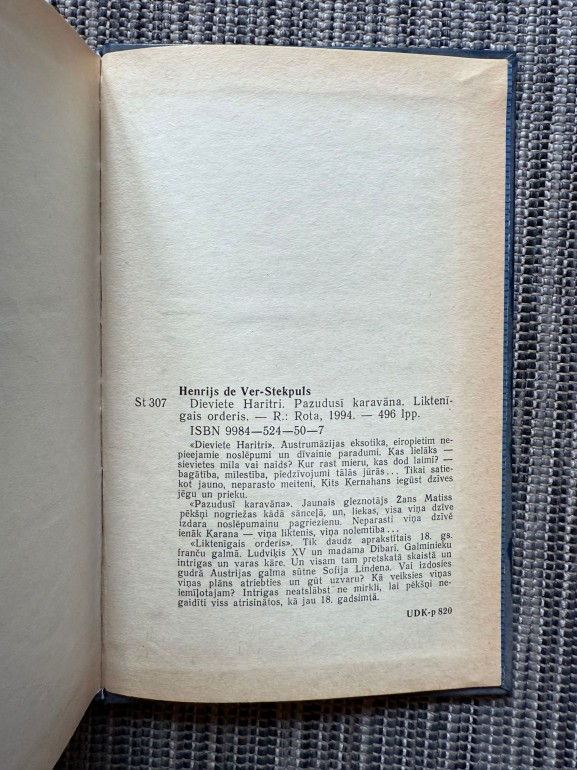 Henrijs de Ver-Stekpuls
St 307 Dieviete Haritri. Pazudusī karavāna. Liktenī-
gais orderis. — R.: Rota, 1994. — 496 lpp.
ISBN 9984—524—50—7
«Dieviete Haritri». Austrumāzijas eksotika, eiropietim ne-
pieejamie noslēpumi un dīvainie paradumi. Kas lielāks —
sievietes mīla vai naids? Kur rast mieru, kas dod laimi? —
bagātība, mīlestība, piedzīvojumi tālās jūrās... Tikai satie-
kot jauno, neparasto meiteni, Kits Kernahans iegūst dzīves
jēgu un prieku.
«Pazudusī karavāna». Jaunais gleznotājs Žans Matiss
pēkšņi nogriežas kādā sānceļā, un, liekas, visa viņa dzīve
izdara noslēpumainu pagriezienu. Neparasti viņa dzīvē
ienāk Karana — viņa liktenis, viņa nolemtība...
«Liktenīgais orderis». Tik daudz aprakstītais 18. gs.
franču galmā. Ludviķis XV un madama Dibarī. Galminieku
intrigas un varas kāre. Un visam tam pretskatā skaistā un
gudrā Austrijas galma sūtne Sofija Lindena. Vai izdosies
viņas plāns atriebties un gūt uzvaru? Kā veiksies viņas
iemīļotajam? Intrigas neatslābst ne mirkli, lai pēkšņi ne-
gaidīti viss atrisinātos, kā jau 18. gadsimtā.
UDK-p 820